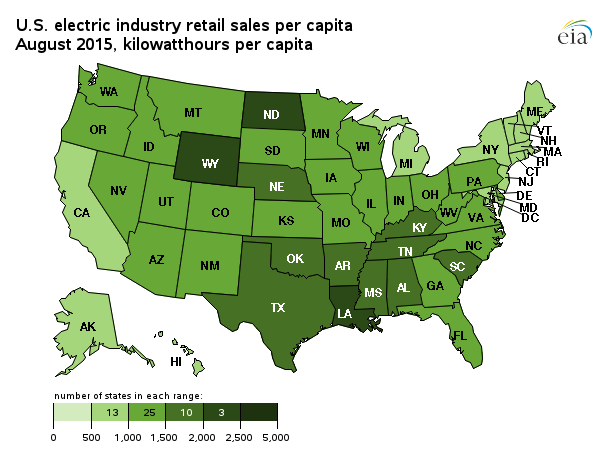 U.S. electric industry retail sales per capita
August 2015, kilowatthours per capita
eia
WA
MT
ND
MN
ME
OR
ID
WY
SD
WI
MI
NY
VT
NH
MA
RI
CT
NJ
DE
MD
DC
CA
NV
UT
CO
NE
IA
IL
IN
OH
PA
WV
VA
KS
MO
KY
AZ
NM
OK
AR
TN
NC
SC
TX
LA
MS
AL
GA
FL
AK
HI
number of states in each range:
13 25 10 3
0 500 1,000 1,500 2,000 2,500 5,000